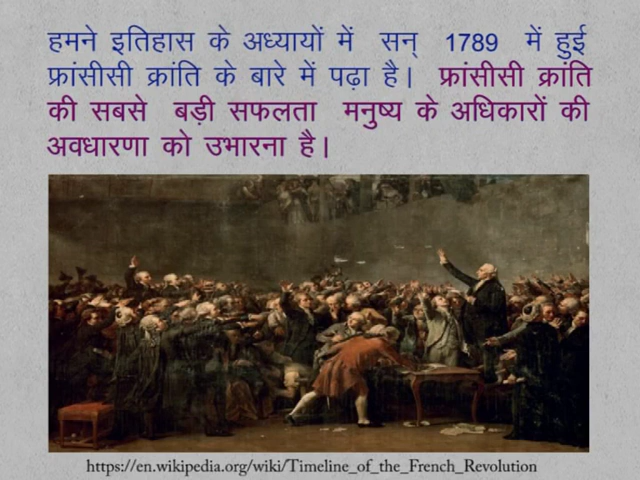 हमने इतिहास के अध्यायों में सन् 1789 में हुई
फ्रांसीसी क्रांति के बारे में पढ़ा है। फ्रांसीसी क्रांति
की सबसे बड़ी सफलता मनुष्य के अधिकारों की
अवधारणा को उभारना है।
https://en.wikipedia.org/wiki/Timeline_of_the_French_Revolution